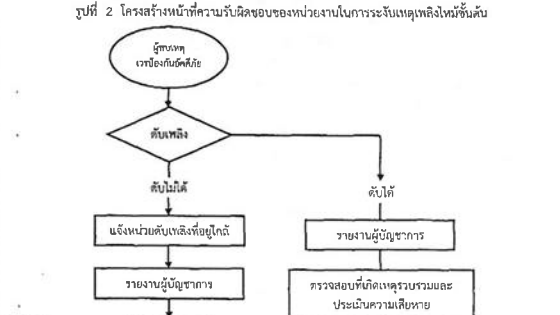 รูปที่ 2 โครงสร้างหน้าที่ความรับผิดชอบของหน่วยงานในการระงับเหตุเพลิงไหม้ขั้นต้น
ผู้พบเหตุ
เวรป้องกันอัคคีภัย
ดับเพลิง
ดับไม่ได้
ดับได้
แจ้งหน่วยดับเพลิงที่อยู่ใกล้
รายงานผู้บัญชาการ
รายงานผู้บัญชาการ
ตรวจสอบที่เกิดเหตุรวบรวมและ
ประเมินความเสียหาย